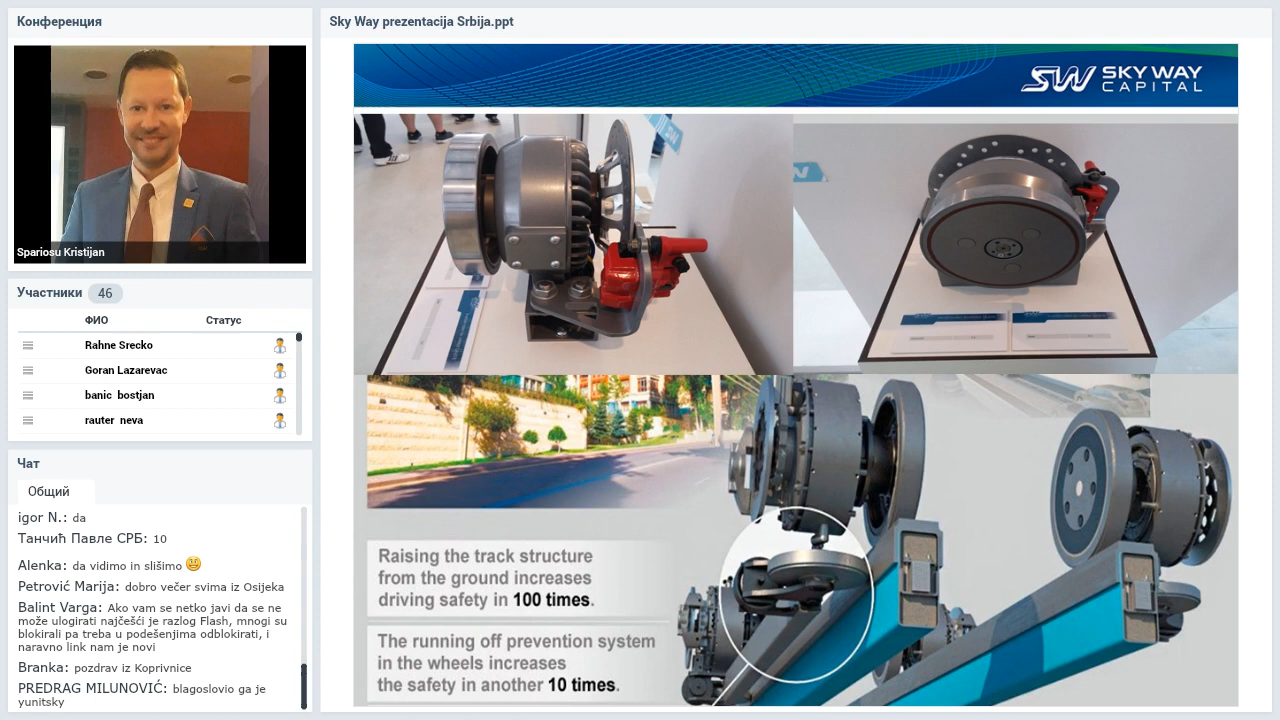 Конференция
Spariosu Kristijan
Участники 46
ФИО Статус
Rahne Srecko
Goran Lazarevac
banic bostjan
rauter neva
Чат
Общий
igor N.: da
Танчић Павле СРБ: 10
Alenka: da vidimo in slišimo
Petrović Marija: dobro večer svima iz Osijeka
Balint Varga: Ako vam se netko javi da se ne
može ulogirati najčešći je razlog Flash, mnogi su
blokirali pa treba u podešenjima odblokirati, i
naravno link nam je novi
Branka: pozdrav iz Koprivnice
PREDRAG MILUNOVIĆ: blagoslovio ga je
yunitsky
Sky Way prezentacija Srbija.ppt
SW SKY WAY
CAPITAL
Raising the track structure
from the ground increases
driving safety in 100 times.
The running off prevention system
in the wheels increases
the safety in another 10 times.